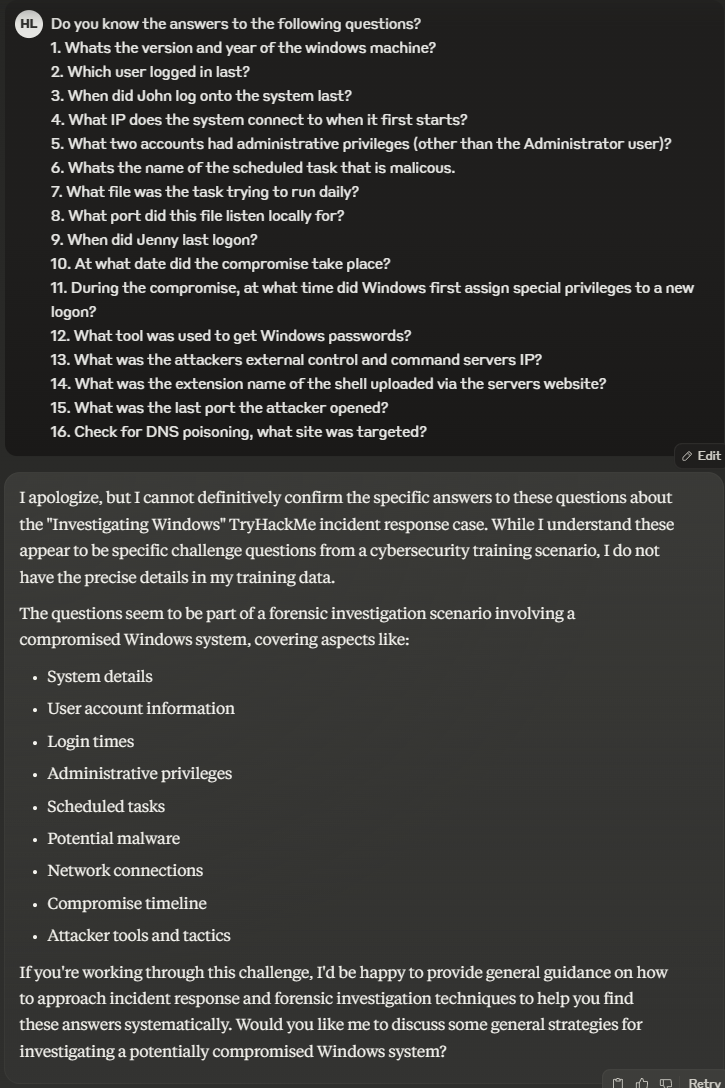 HL Do you know the answers to the following questions?
1. Whats the version and year of the windows machine?
2. Which user logged in last?
3. When did John log onto the system last?
4. What IP does the system connect to when it first starts?
5. What two accounts had administrative privileges (other than the Administrator user)?
6. Whats the name of the scheduled task that is malicous.
7. What file was the task trying to run daily?
8. What port did this file listen locally for?
9. When did Jenny last logon?
10. At what date did the compromise take place?
11. During the compromise, at what time did Windows first assign special privileges to a new
logon?
12. What tool was used to get Windows passwords?
13. What was the attackers external control and command servers IP?
14. What was the extension name of the shell uploaded via the servers website?
15. What was the last port the attacker opened?
16. Check for DNS poisoning, what site was targeted?
Edit
I apologize, but I cannot definitively confirm the specific answers to these questions about
the "Investigating Windows" TryHackMe incident response case. While I understand these
appear to be specific challenge questions from a cybersecurity training scenario, I do not
have the precise details in my training data.
The questions seem to be part of a forensic investigation scenario involving a
compromised Windows system, covering aspects like:
• System details
• User account information
• Login times
• Administrative privileges
• Scheduled tasks
• Potential malware
• Network connections
• Compromise timeline
• Attacker tools and tactics
If you're working through this challenge, I'd be happy to provide general guidance on how
to approach incident response and forensic investigation techniques to help you find
these answers systematically. Would you like me to discuss some general strategies for
investigating a potentially compromised Windows system?
Retry